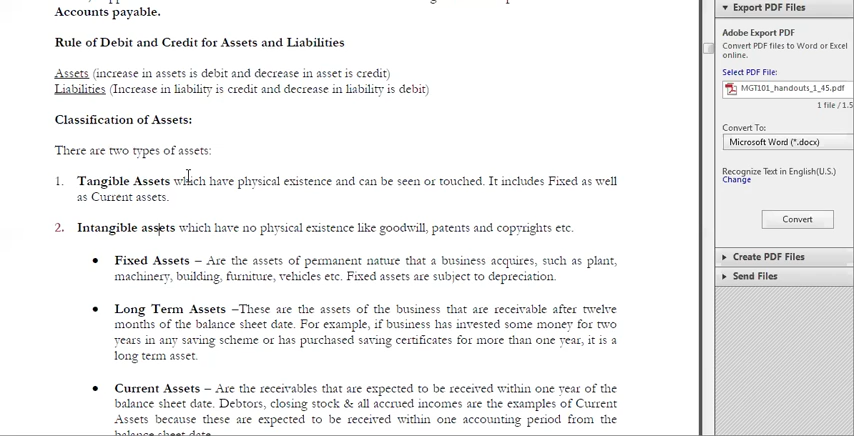 Accounts payable.
Rule of Debit and Credit for Assets and Liabilities
Assets (increase in assets is debit and decrease in asset is credit)
Liabilities (Increase in liability is credit and decrease in liability is debit)
Classification of Assets:
There are two types of assets:
1. Tangible Assets which have physical existence and can be seen or touched. It includes Fixed as well
as Current assets.
2. Intangible assets which have no physical existence like goodwill, patents and copyrights etc.
• Fixed Assets – Are the assets of permanent nature that a business acquires, such as plant,
machinery, building, furniture, vehicles etc. Fixed assets are subject to depreciation.
• Long Term Assets –These are the assets of the business that are receivable after twelve
months of the balance sheet date. For example, if business has invested some money for two
years in any saving scheme or has purchased saving certificates for more than one year, it is a
long term asset.
• Current Assets – Are the receivables that are expected to be received within one year of the
balance sheet date. Debtors, closing stock & all accrued incomes are the examples of Current
Assets because these are expected to be received within one accounting period from the
balance sheet date.
Export PDF Files
Adobe Export PDF
Convert PDF files to Word or Excel
online.
Select PDF File:
MGT101_handouts_1_45.pdf
1 file / 1.5
Convert To:
Microsoft Word (*.docx)
Recognize Text in English(U.S.)
Change
Convert
Create PDF Files
Send Files